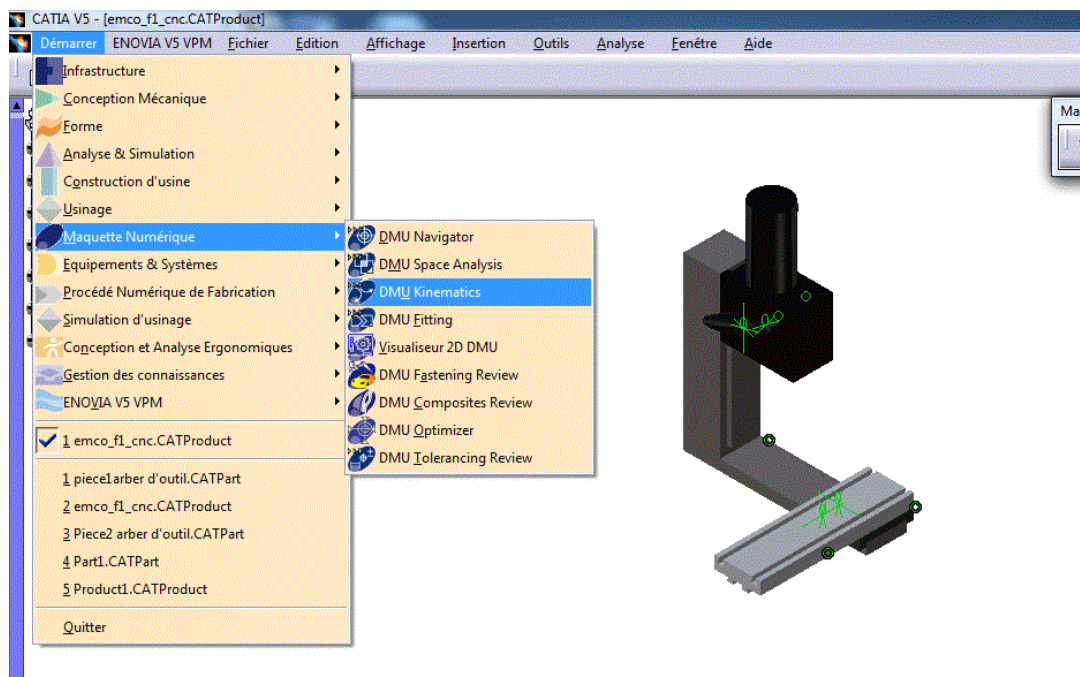 CATIA V5 - [emco_f1_cnc.CATProduct]
Démarrer ENOVIA V5 VPM Fichier Edition Affichage Insertion Outils Analyse Fenêtre Aide
Infrastructure
Conception Mécanique
Forme
Analyse & Simulation
Construction d'usine
Usinage
Maquette Numérique
Equipements & Systèmes
Procédé Numérique de Fabrication
Simulation d'usinage
Conception et Analyse Ergonomiques
Gestion des connaissances
ENOVIA V5 VPM
1 emco_f1_cnc.CATProduct
1 piece1arber d'outil.CATPart
2 emco_f1_cnc.CATProduct
3 Piece2 arber d'outil.CATPart
4 Part1.CATPart
5 Product1.CATProduct
Quitter
DMU Navigator
DMU Space Analysis
DMU Kinematics
DMU Fitting
Visualiseur 2D DMU
DMU Fastening Review
DMU Composites Review
DMU Optimizer
DMU Tolerancing Review
Ma